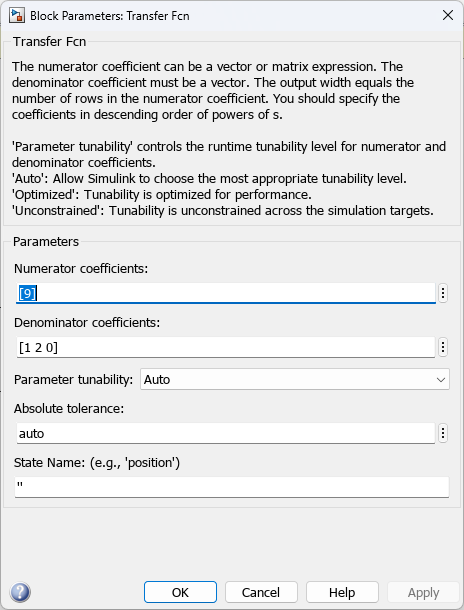 Block Parameters: Transfer Fcn
Transfer Fcn
The numerator coefficient can be a vector or matrix expression. The
denominator coefficient must be a vector. The output width equals the
number of rows in the numerator coefficient. You should specify the
coefficients in descending order of powers of s.
'Parameter tunability' controls the runtime tunability level for numerator and
denominator coefficients.
'Auto': Allow Simulink to choose the most appropriate tunability level.
'Optimized': Tunability is optimized for performance.
'Unconstrained': Tunability is unconstrained across the simulation targets.
Parameters
Numerator coefficients:
[9]
Denominator coefficients:
[1 2 0]
Parameter tunability: Auto
Absolute tolerance:
auto
State Name: (e.g., 'position')
''
? OK Cancel Help Apply